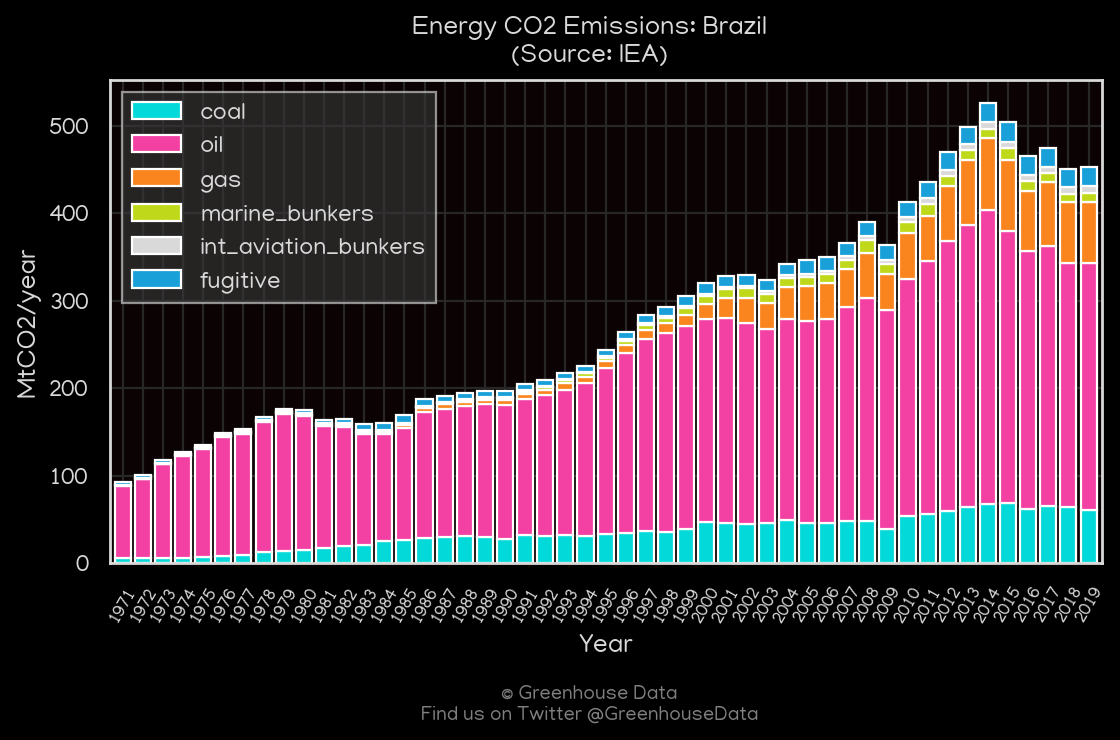 Energy CO2 Emissions: Brazil
(Source: IEA)
coal
oil
gas
marine_bunkers
int_aviation_bunkers
fugitive
MtCO2/year
500
400
300
200
100
0
1971 1972 1973 1974 1975 1976 1977 1978 1979 1980 1981 1982 1983 1984 1985 1986 1987 1988 1989 1990 1991 1992 1993 1994 1995 1996 1997 1998 1999 2000 2001 2002 2003 2004 2005 2006 2007 2008 2009 2010 2011 2012 2013 2014 2015 2016 2017 2018 2019
Year
© Greenhouse Data
Find us on Twitter @GreenhouseData